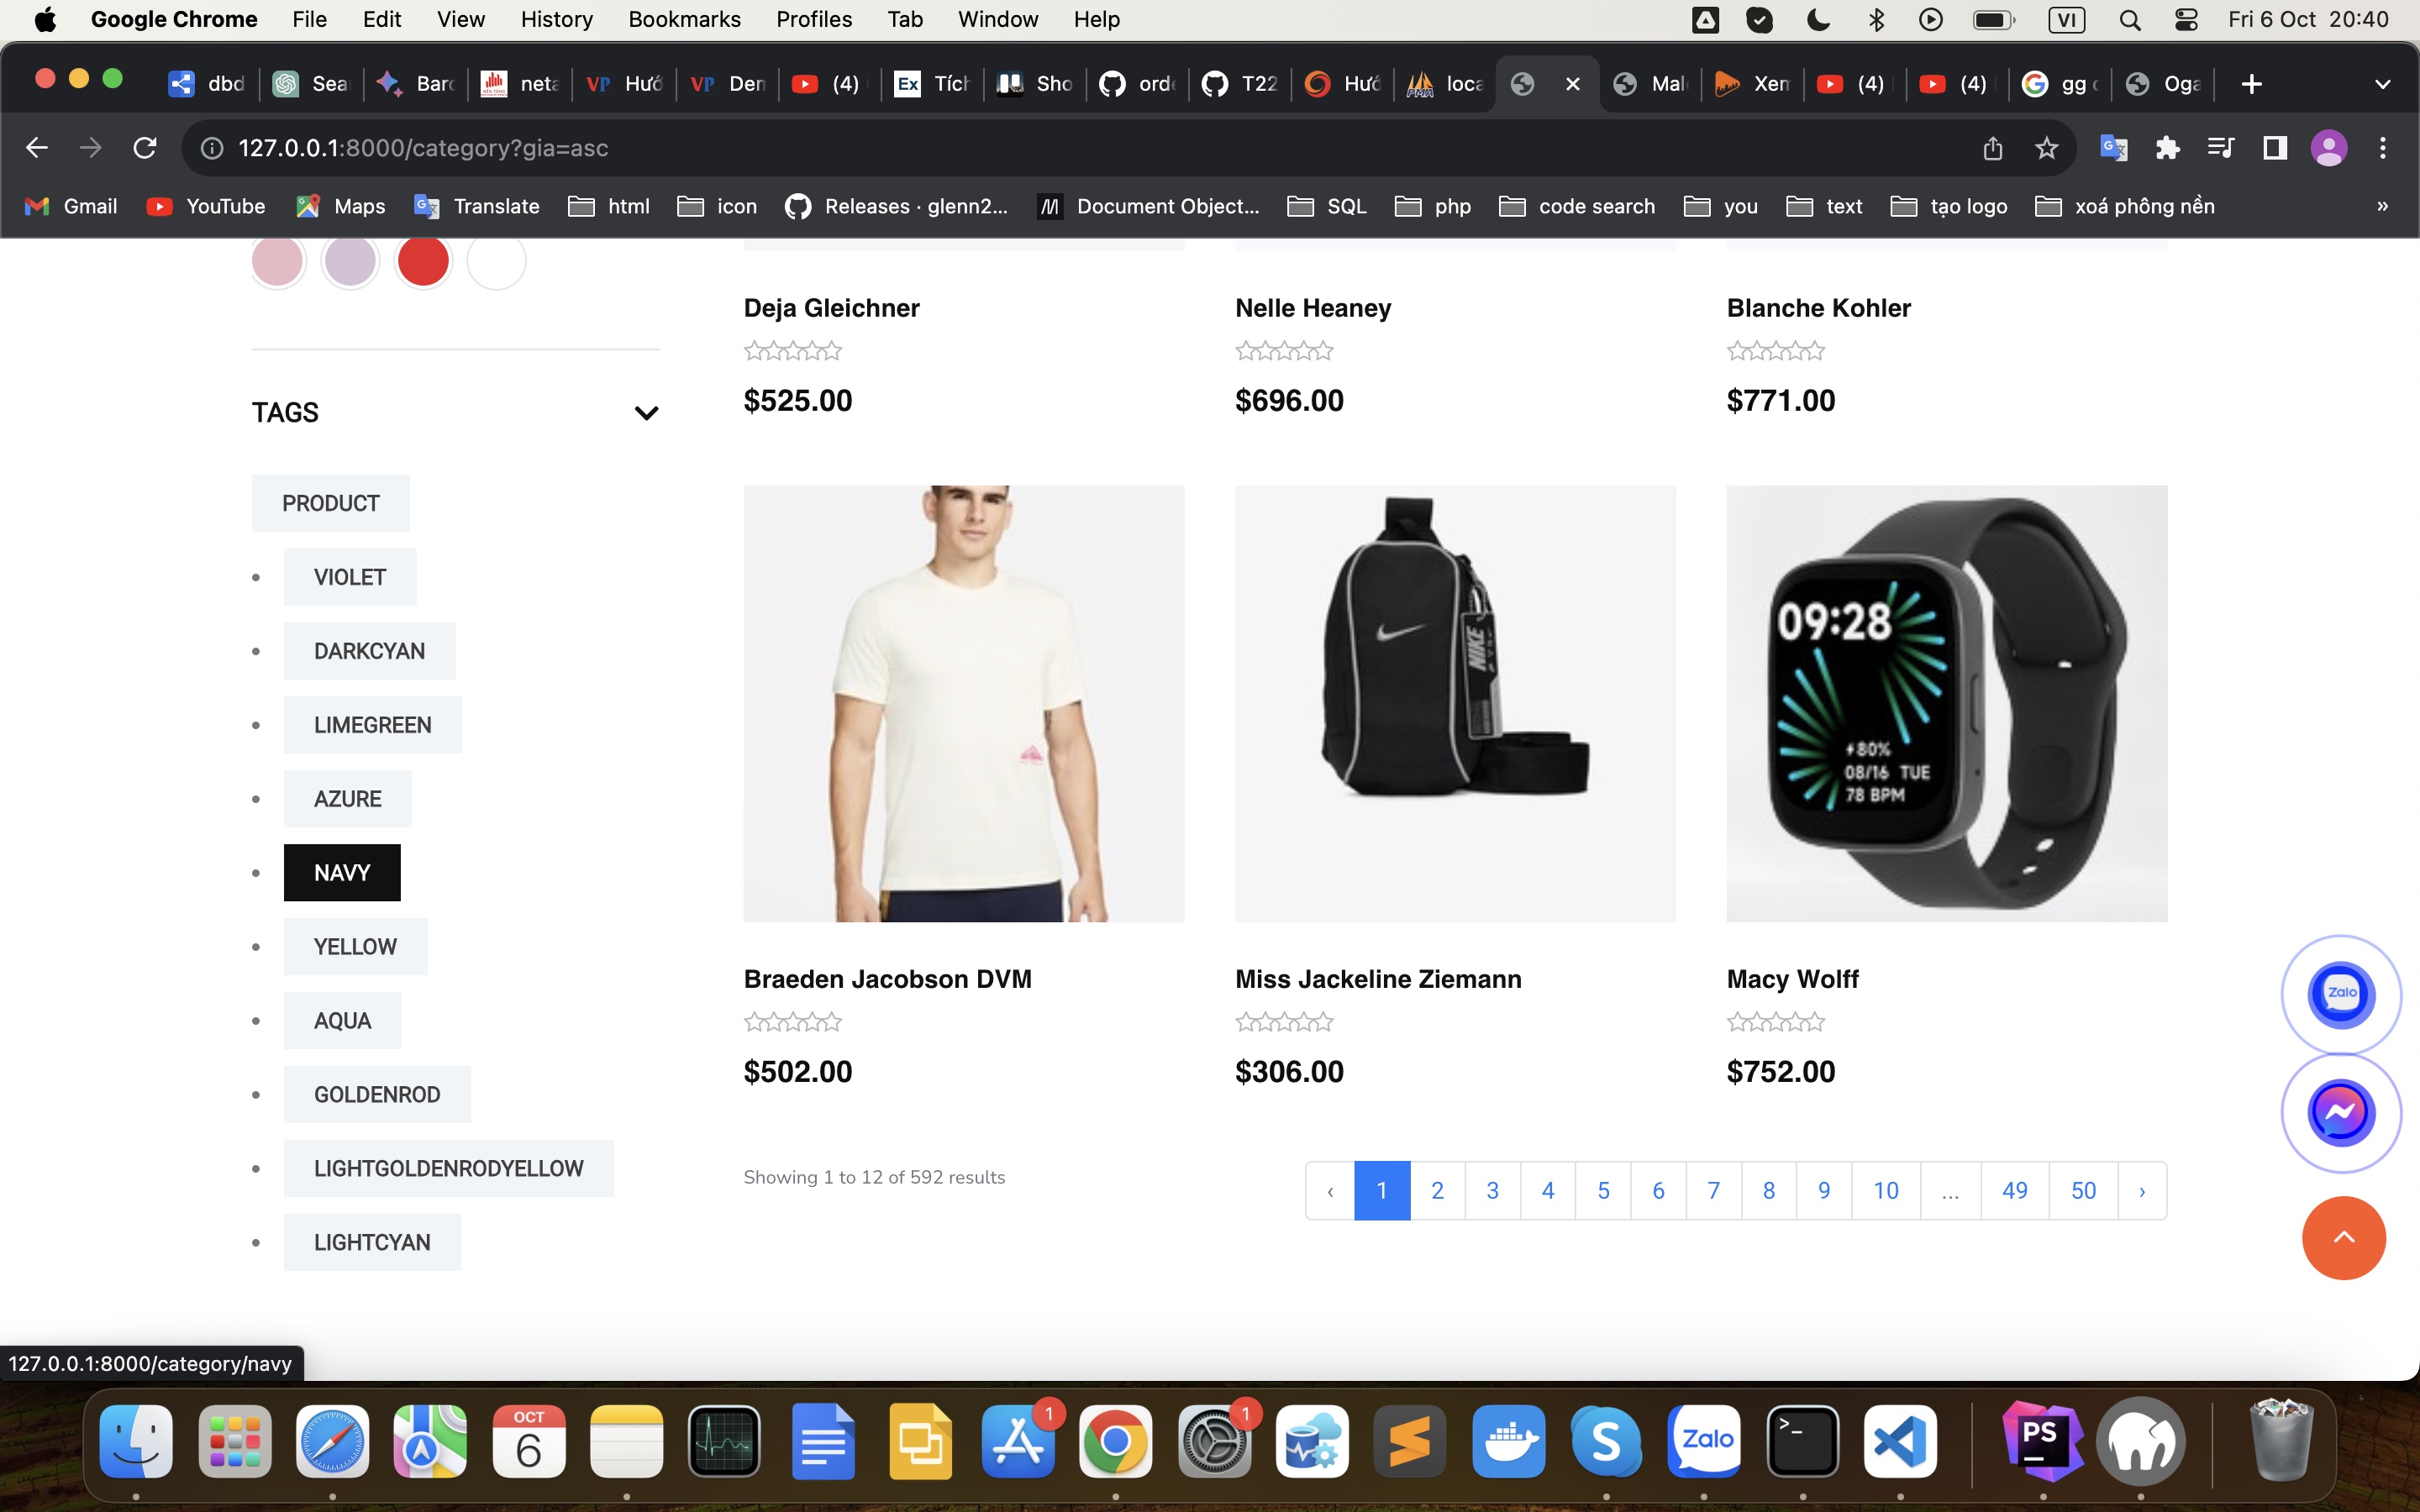 Google Chrome File Edit View History Bookmarks Profiles Tab Window Help VI Fri 6 Oct 20:40
dbd Sea Bar neta VP Hướ VP Den (4) Ex Tích Sho orde T22 Hướ loca Mal Xem (4) (4) gg Oga
127.0.0.1:8000/category?gia=asc
Gmail YouTube Maps Translate html icon Releases · glenn2... Document Object... SQL php code search you text tạo logo xoá phông nền »
Deja Gleichner Nelle Heaney Blanche Kohler
$525.00 $696.00 $771.00
TAGS
PRODUCT
VIOLET
DARKCYAN
LIMEGREEN
AZURE
NAVY
YELLOW
AQUA
GOLDENROD
LIGHTGOLDENRODYELLOW
LIGHTCYAN
NIKE
09:28
80%
08/16 TUE
78 BPM
Braeden Jacobson DVM Miss Jackeline Ziemann Macy Wolff
$502.00 $306.00 $752.00
Showing 1 to 12 of 592 results
‹ 1 2 3 4 5 6 7 8 9 10 ... 49 50 ›
Zalo
127.0.0.1:8000/category/navy
OCT
6
1
1
S
Zalo
>_
PS